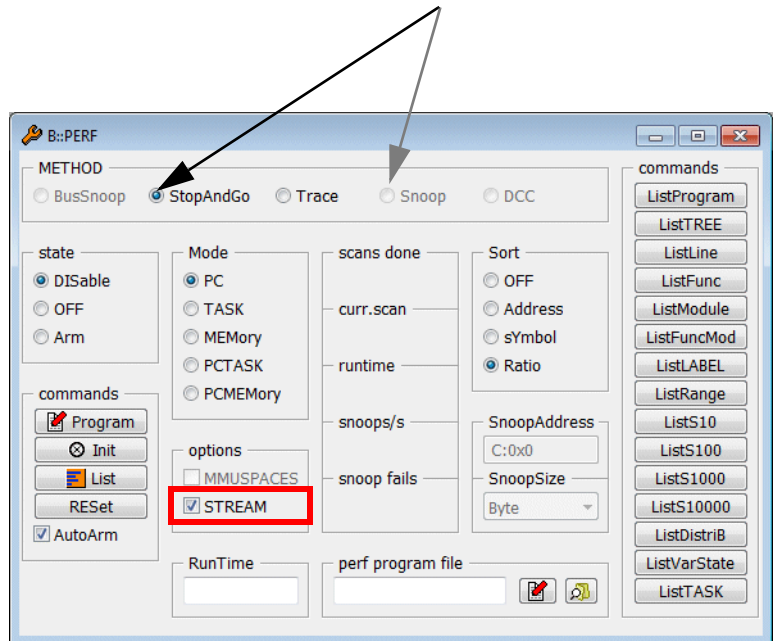 B::PERF
METHOD
BusSnoop StopAndGo Trace Snoop DCC
state
DISable
OFF
Arm
commands
Program
Init
List
RESet
AutoArm
Mode
PC
TASK
MEMory
PCTASK
PCMEMory
options
MMUSPACES
STREAM
RunTime
scans done
curr.scan
runtime
snoops/s
snoop fails
perf program file
Sort
OFF
Address
sYmbol
Ratio
SnoopAddress
C:0x0
SnoopSize
Byte
commands
ListProgram
ListTREE
ListLine
ListFunc
ListModule
ListFuncMod
ListLABEL
ListRange
ListS10
ListS100
ListS1000
ListS10000
ListDistriB
ListVarState
ListTASK